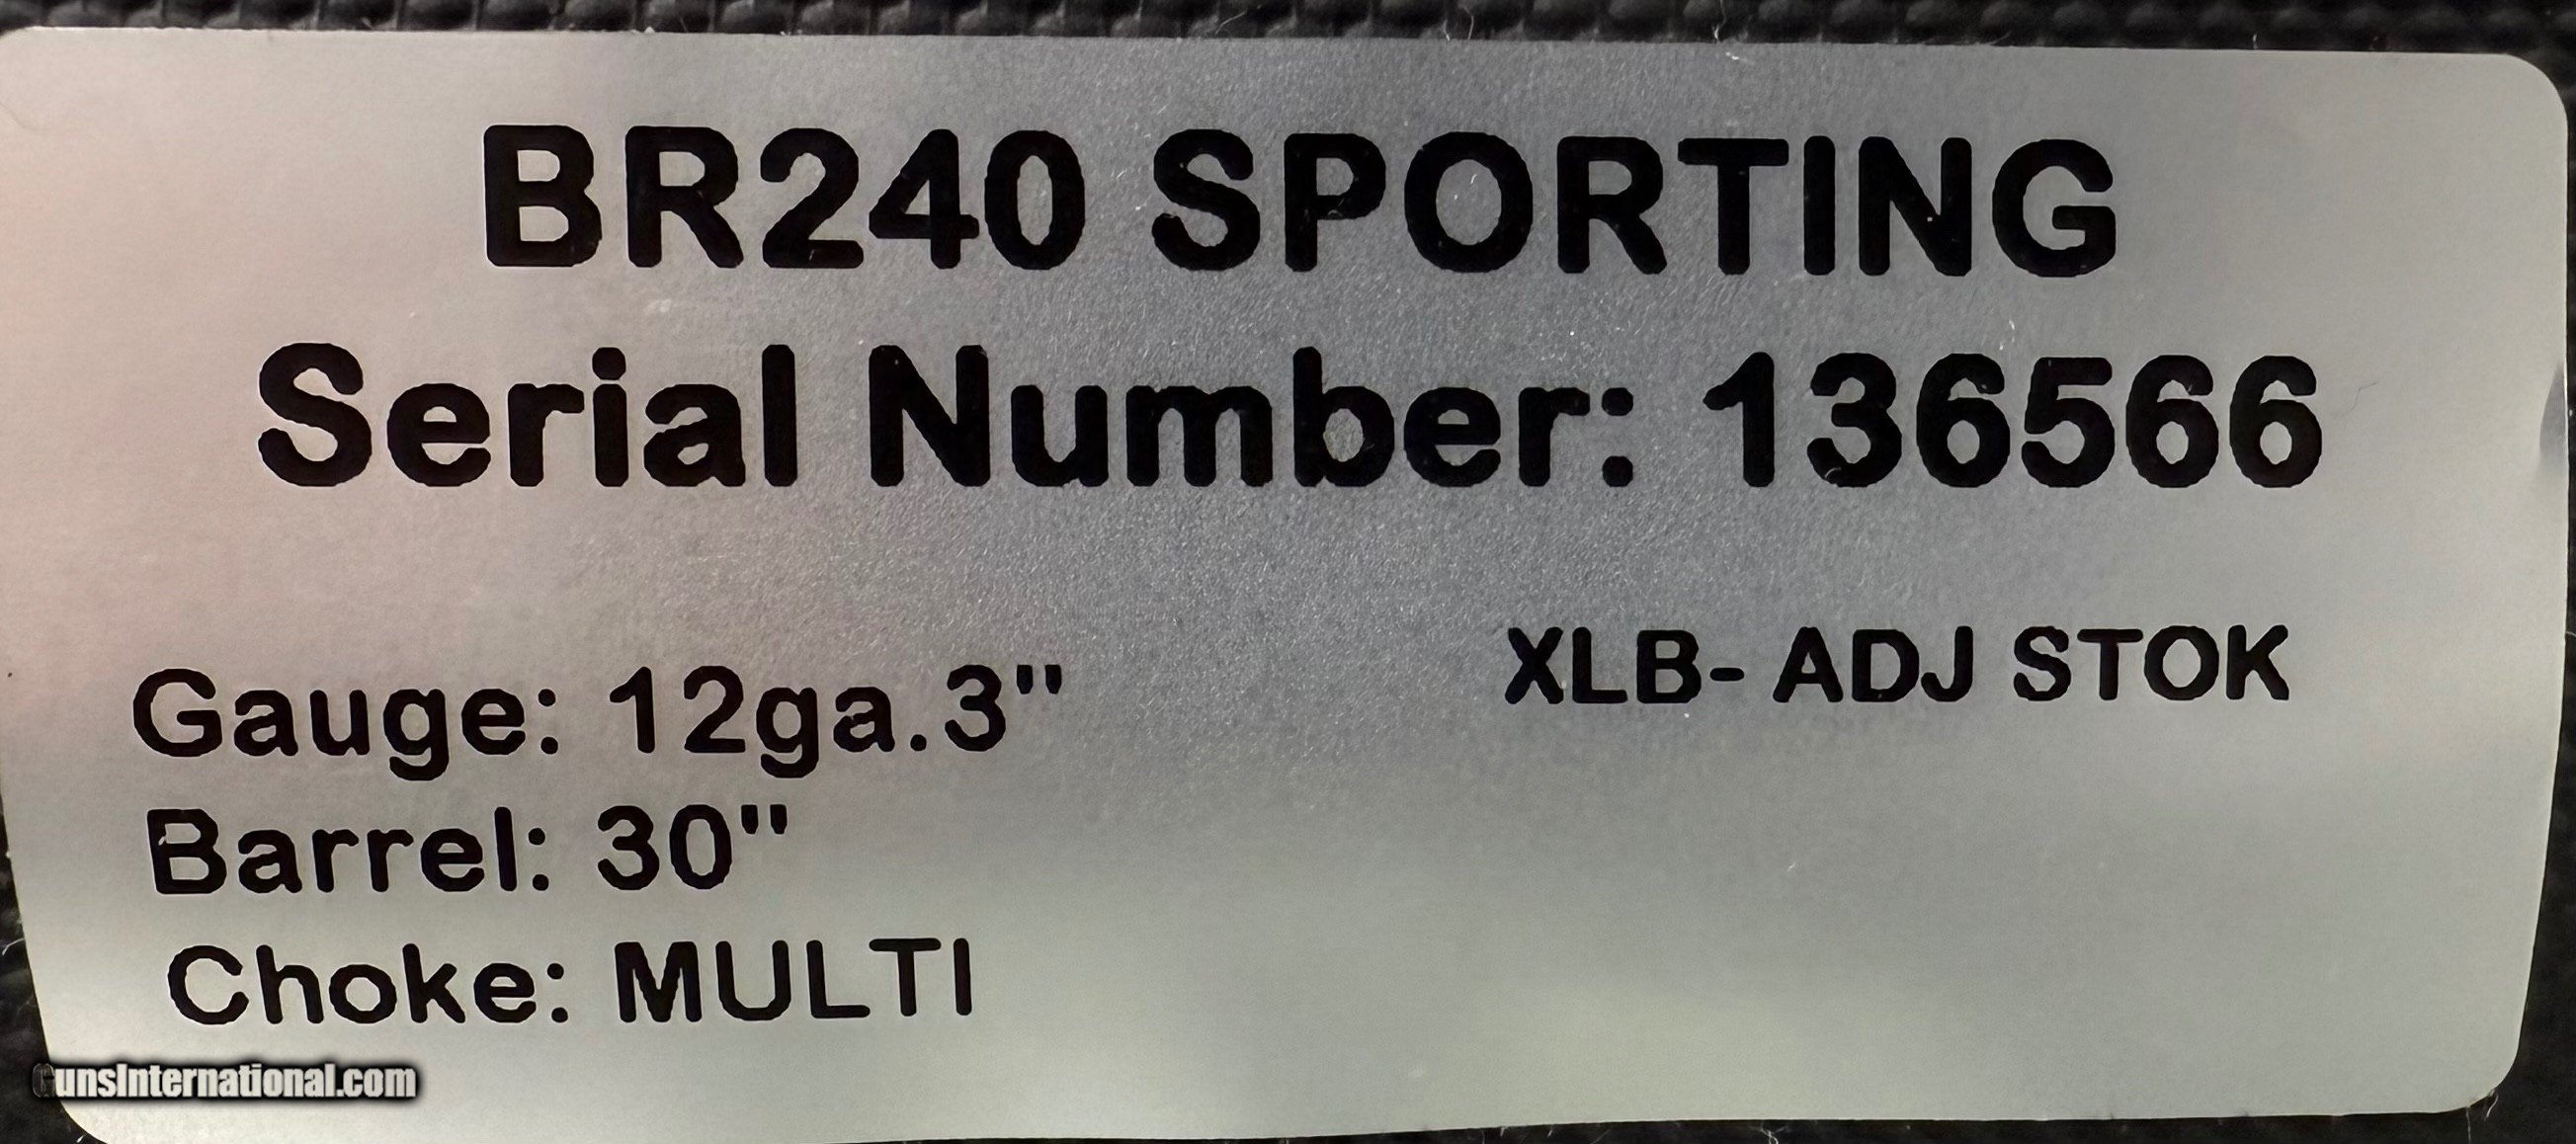 BR240 SPORTING
Serial Number: 136566
Gauge: 12ga.3"
XLB- ADJ STOK
Barrel: 30"
Choke: MULTI
GunsInternational.com